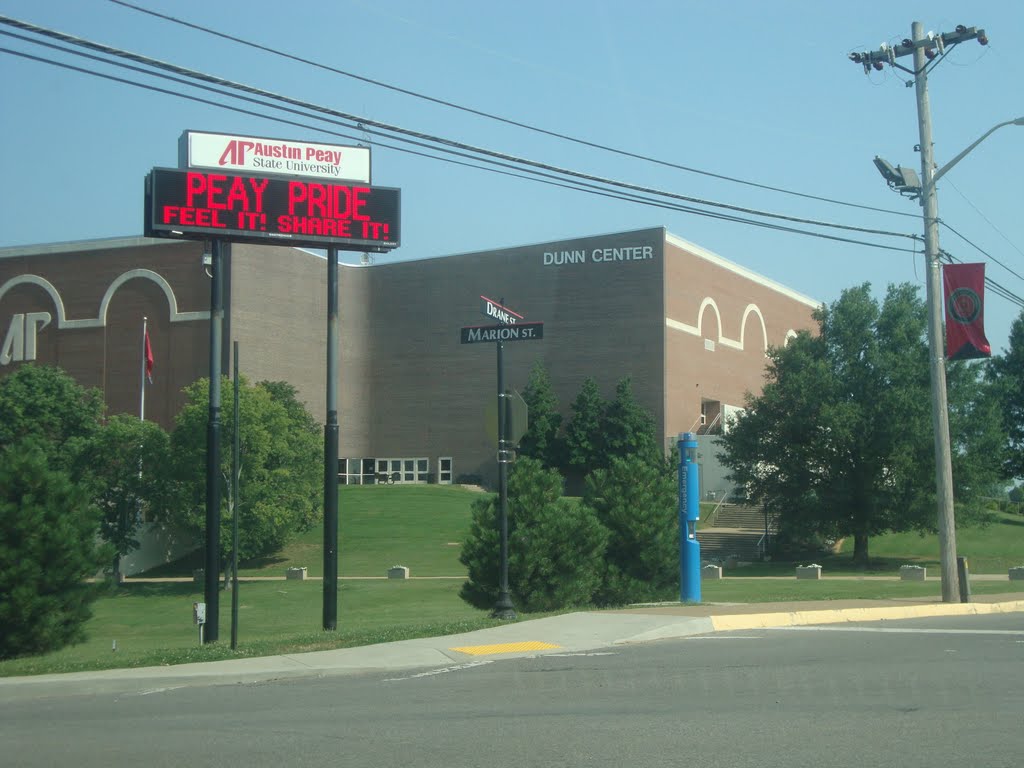 AP Austin Peay
State University
PEAY PRIDE
FEEL IT! SHARE IT!
DUNN CENTER
DRANE ST.
MARION ST.
AP